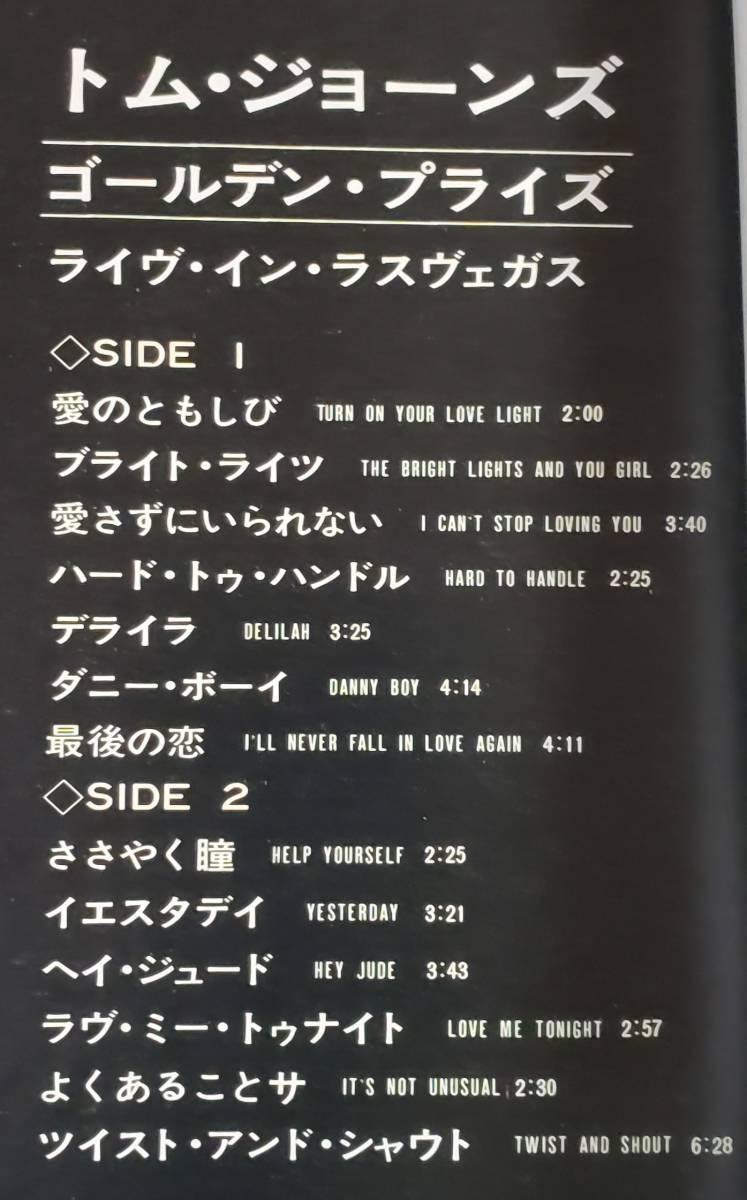 トム・ジョーンズ
ゴールデン・プライズ
ライヴ・イン・ラスヴェガス
◇SIDE 1
愛のともしび TURN ON YOUR LOVE LIGHT 2:00
ブライト・ライツ THE BRIGHT LIGHTS AND YOU GIRL 2:26
愛さずにいられない I CAN'T STOP LOVING YOU 3:40
ハード・トゥ・ハンドル HARD TO HANDLE 2:25
デライラ DELILAH 3:25
ダニー・ボーイ DANNY BOY 4:14
最後の恋 I'LL NEVER FALL IN LOVE AGAIN 4:11
◇SIDE 2
ささやく瞳 HELP YOURSELF 2:25
イエスタデイ YESTERDAY 3:21
ヘイ・ジュード HEY JUDE 3:43
ラヴ・ミー・トゥナイト LOVE ME TONIGHT 2:57
よくあることサ IT'S NOT UNUSUAL 2:30
ツイスト・アンド・シャウト TWIST AND SHOUT 6:28